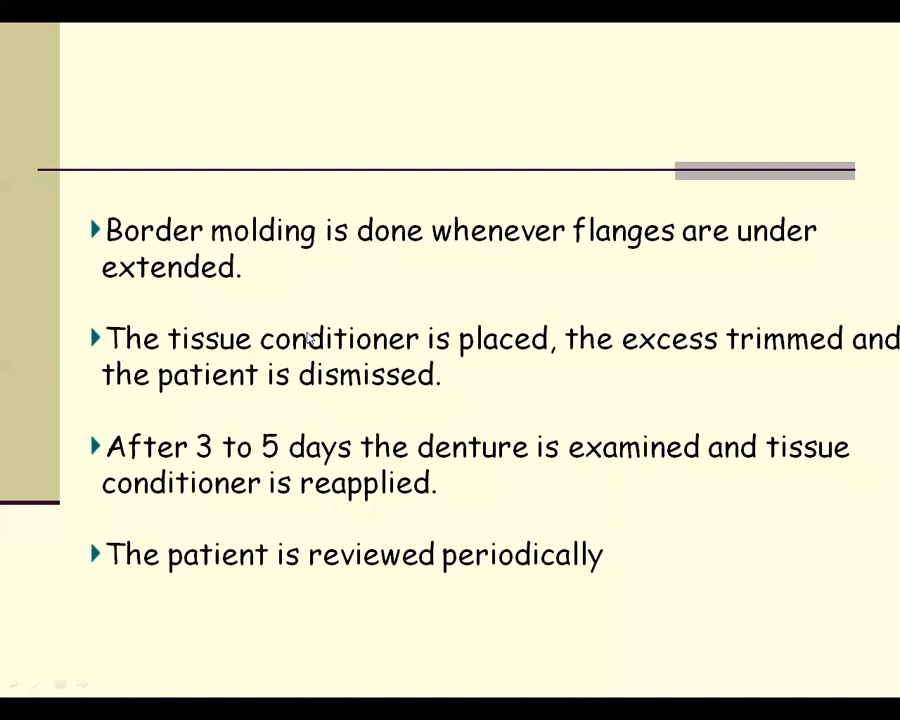 Border molding is done whenever flanges are under
extended.
The tissue conditioner is placed, the excess trimmed and
the patient is dismissed.
After 3 to 5 days the denture is examined and tissue
conditioner is reapplied.
The patient is reviewed periodically